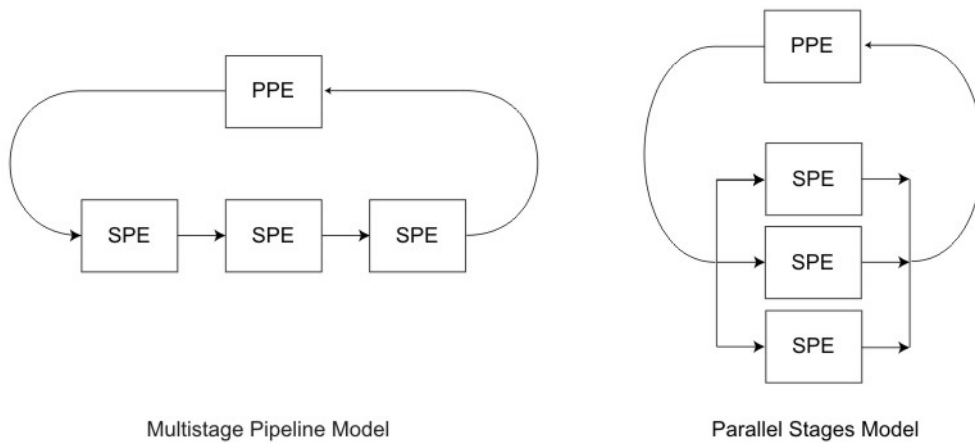 PPE
SPE
SPE
SPE
Multistage Pipeline Model
PPE
SPE
SPE
SPE
Parallel Stages Model